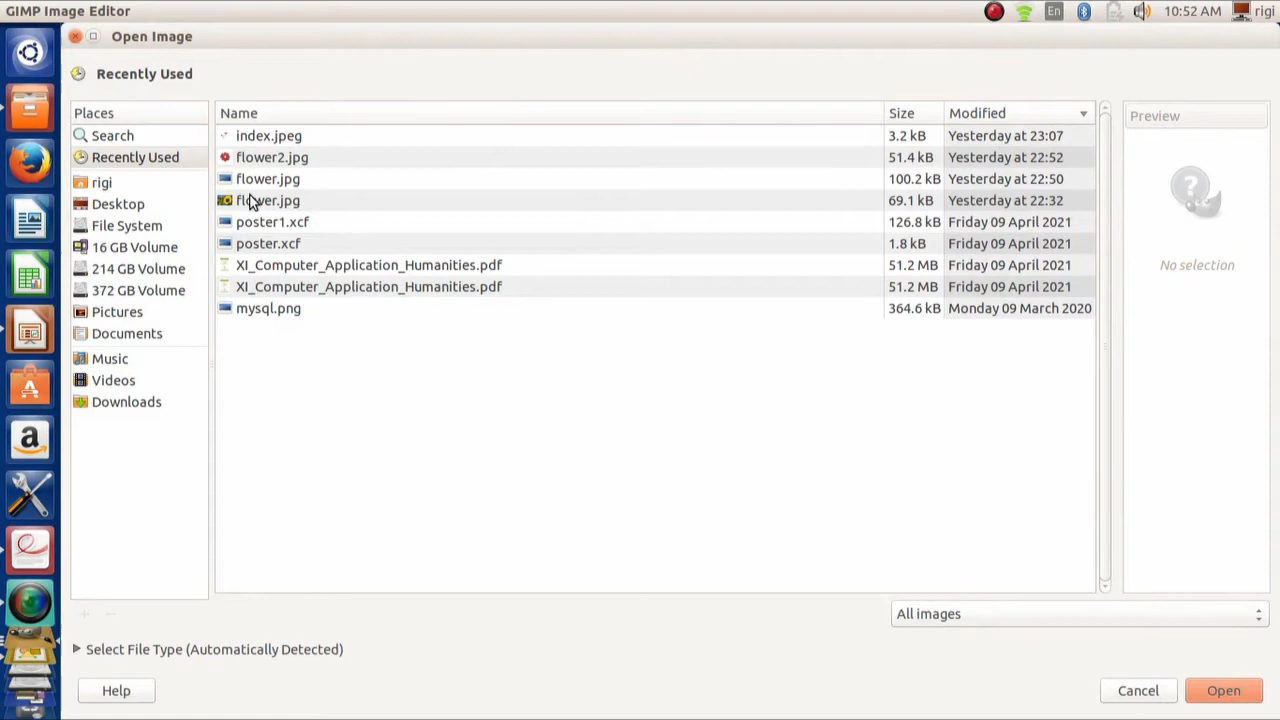 GIMP Image Editor
En
10:52 AM
rigi
Open Image
Recently Used
Places
Name
Size
Modified
Preview
Search
index.jpeg
3.2 kB
Yesterday at 23:07
Recently Used
flower2.jpg
51.4 kB
Yesterday at 22:52
rigi
flower.jpg
100.2 kB
Yesterday at 22:50
Desktop
flower.jpg
69.1 kB
Yesterday at 22:32
File System
poster1.xcf
126.8 kB
Friday 09 April 2021
16 GB Volume
poster.xcf
1.8 kB
Friday 09 April 2021
214 GB Volume
XI_Computer_Application_Humanities.pdf
51.2 MB
Friday 09 April 2021
372 GB Volume
XI_Computer_Application_Humanities.pdf
51.2 MB
Friday 09 April 2021
Pictures
mysql.png
364.6 kB
Monday 09 March 2020
Documents
Music
Videos
Downloads
No selection
All images
Select File Type (Automatically Detected)
Help
Cancel
Open